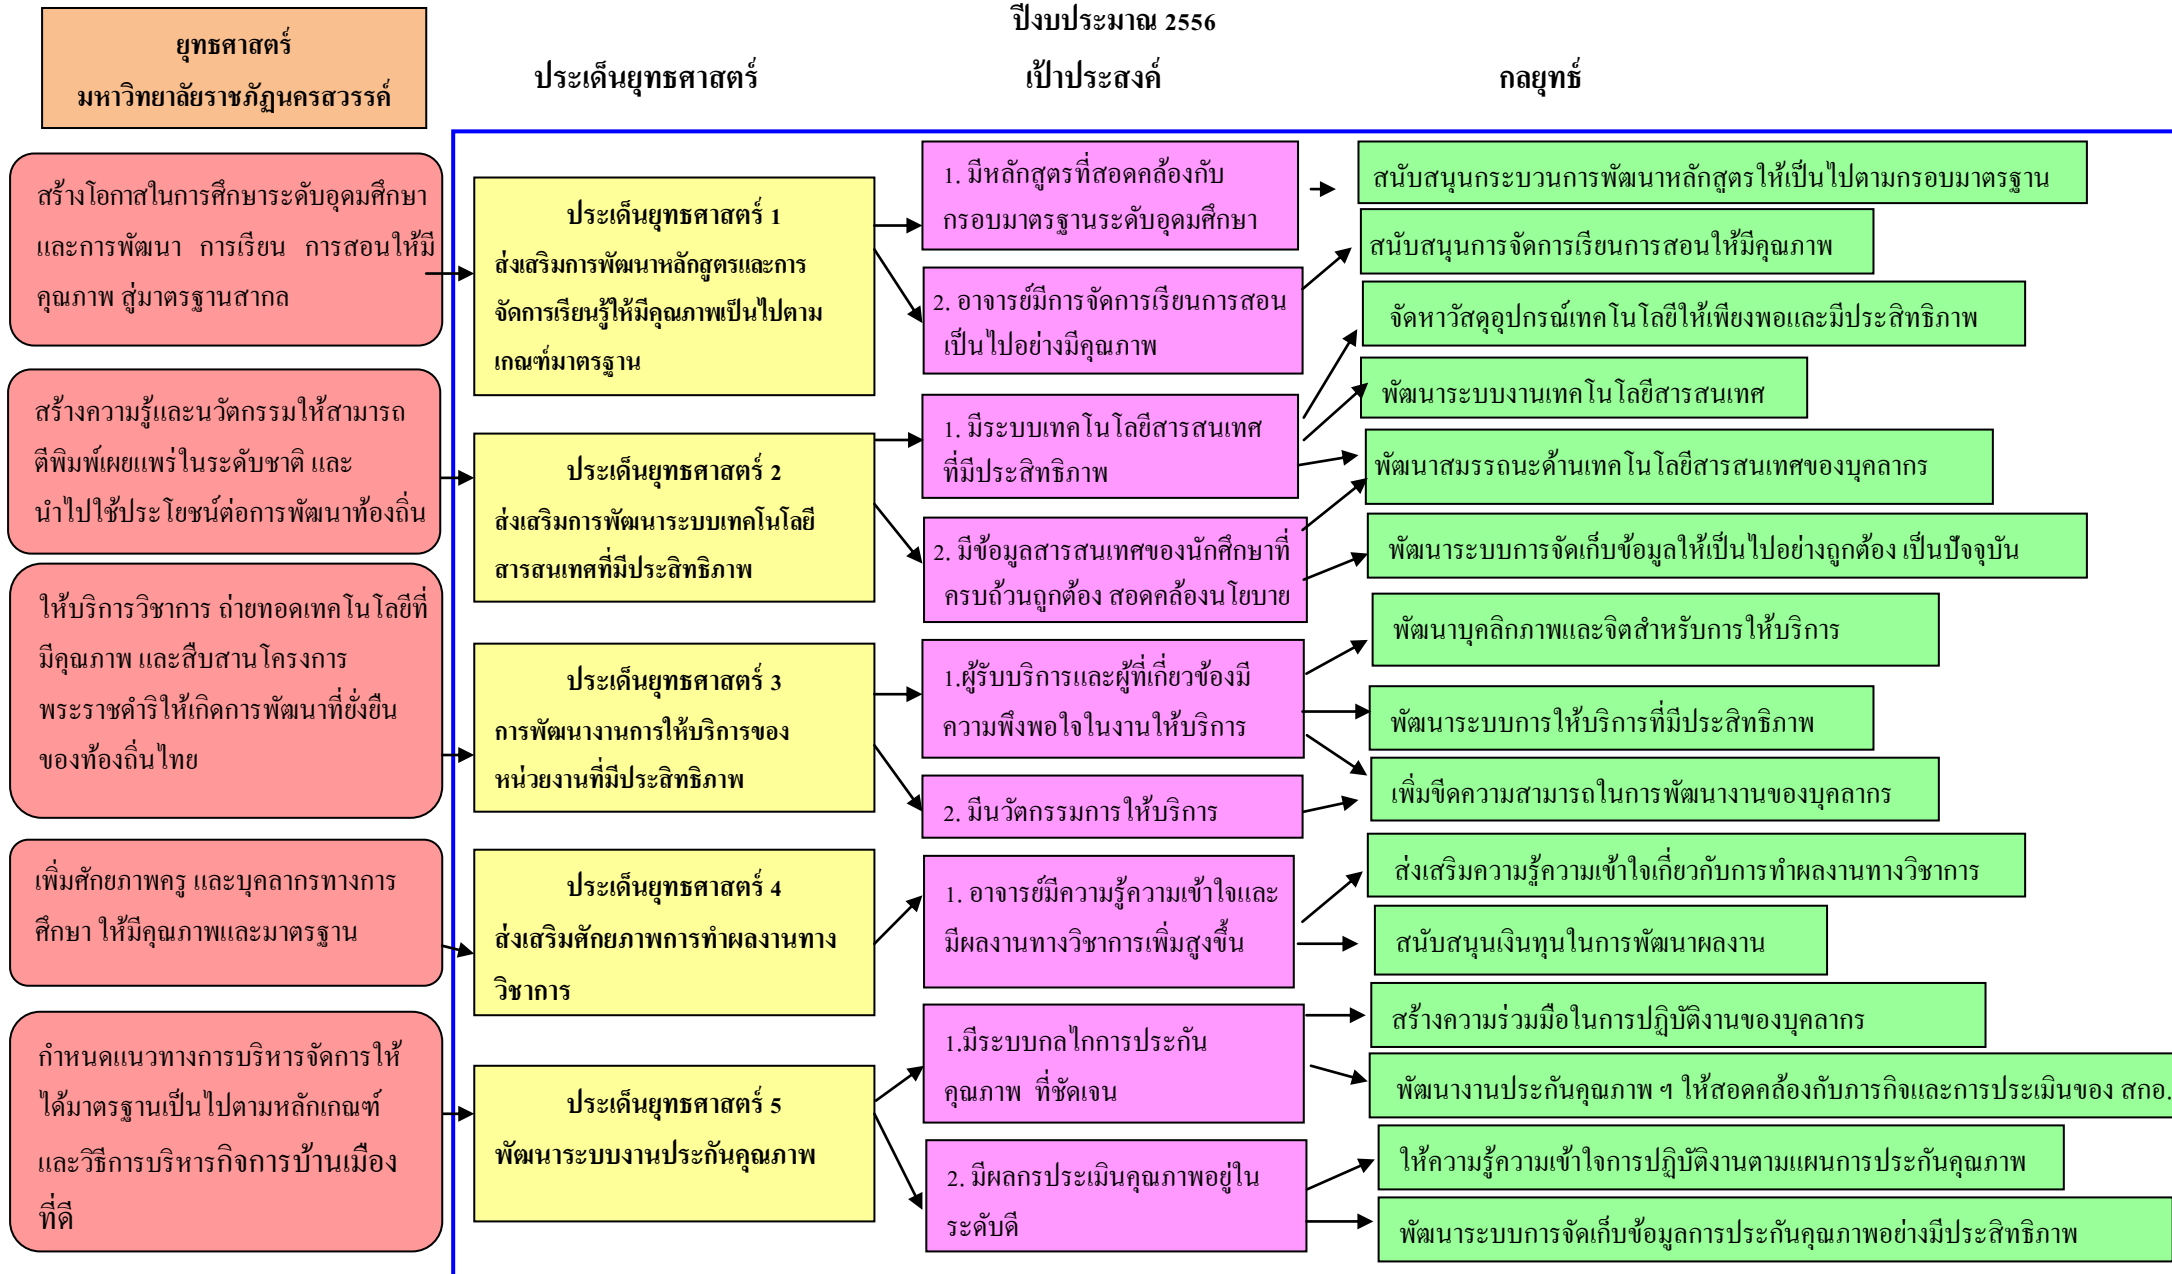 ปีงบประมาณ 2556
ยุทธศาสตร์
มหาวิทยาลัยราชภัฏนครสวรรค์
ประเด็นยุทธศาสตร์
เป้าประสงค์
กลยุทธ์
สร้างโอกาสในการศึกษาระดับอุดมศึกษา
และการพัฒนา การเรียน การสอนให้มี
คุณภาพ สู่มาตรฐานสากล
สร้างความรู้และนวัตกรรมให้สามารถ
ตีพิมพ์เผยแพร่ในระดับชาติ และ
นำไปใช้ประโยชน์ต่อการพัฒนาท้องถิ่น
ให้บริการวิชาการ ถ่ายทอดเทคโนโลยีที่
มีคุณภาพ และสืบสานโครงการ
พระราชดำริให้เกิดการพัฒนาที่ยั่งยืน
ของท้องถิ่นไทย
เพิ่มศักยภาพครู และบุคลากรทางการ
ศึกษา ให้มีคุณภาพและมาตรฐาน
กำหนดแนวทางการบริหารจัดการให้
ได้มาตรฐานเป็นไปตามหลักเกณฑ์
และวิธีการบริหารกิจการบ้านเมือง
ที่ดี
ประเด็นยุทธศาสตร์ 1
ส่งเสริมการพัฒนาหลักสูตรและการ
จัดการเรียนรู้ให้มีคุณภาพเป็นไปตาม
เกณฑ์มาตรฐาน
ประเด็นยุทธศาสตร์ 2
ส่งเสริมการพัฒนาระบบเทคโนโลยี
สารสนเทศที่มีประสิทธิภาพ
ประเด็นยุทธศาสตร์ 3
การพัฒนางานการให้บริการของ
หน่วยงานที่มีประสิทธิภาพ
ประเด็นยุทธศาสตร์ 4
ส่งเสริมศักยภาพการทำผลงานทาง
วิชาการ
ประเด็นยุทธศาสตร์ 5
พัฒนาระบบงานประกันคุณภาพ
1. มีหลักสูตรที่สอดคล้องกับ
กรอบมาตรฐานระดับอุดมศึกษา
2. อาจารย์มีการจัดการเรียนการสอน
เป็นไปอย่างมีคุณภาพ
1. มีระบบเทคโนโลยีสารสนเทศ
ที่มีประสิทธิภาพ
2. มีข้อมูลสารสนเทศของนักศึกษาที่
ครบถ้วนถูกต้อง สอดคล้องนโยบาย
1.ผู้รับบริการและผู้ที่เกี่ยวข้องมี
ความพึงพอใจในงานให้บริการ
2. มีนวัตกรรมการให้บริการ
1. อาจารย์มีความรู้ความเข้าใจและ
มีผลงานทางวิชาการเพิ่มสูงขึ้น
1.มีระบบกลไกการประกัน
คุณภาพ ที่ชัดเจน
2. มีผลกรประเมินคุณภาพอยู่ใน
ระดับดี
สนับสนุนกระบวนการพัฒนาหลักสูตรให้เป็นไปตามกรอบมาตรฐาน
สนับสนุนการจัดการเรียนการสอนให้มีคุณภาพ
จัดหาวัสดุอุปกรณ์เทคโนโลยีให้เพียงพอและมีประสิทธิภาพ
พัฒนาระบบงานเทคโนโลยีสารสนเทศ
พัฒนาสมรรถนะด้านเทคโนโลยีสารสนเทศของบุคลากร
พัฒนาระบบการจัดเก็บข้อมูลให้เป็นไปอย่างถูกต้อง เป็นปัจจุบัน
พัฒนาบุคลิกภาพและจิตสำหรับการให้บริการ
พัฒนาระบบการให้บริการที่มีประสิทธิภาพ
เพิ่มขีดความสามารถในการพัฒนางานของบุคลากร
ส่งเสริมความรู้ความเข้าใจเกี่ยวกับการทำผลงานทางวิชาการ
สนับสนุนเงินทุนในการพัฒนาผลงาน
สร้างความร่วมมือในการปฏิบัติงานของบุคลากร
พัฒนางานประกันคุณภาพ ฯ ให้สอดคล้องกับภารกิจและการประเมินของ สกอ.
ให้ความรู้ความเข้าใจการปฏิบัติงานตามแผนการประกันคุณภาพ
พัฒนาระบบการจัดเก็บข้อมูลการประกันคุณภาพอย่างมีประสิทธิภาพ